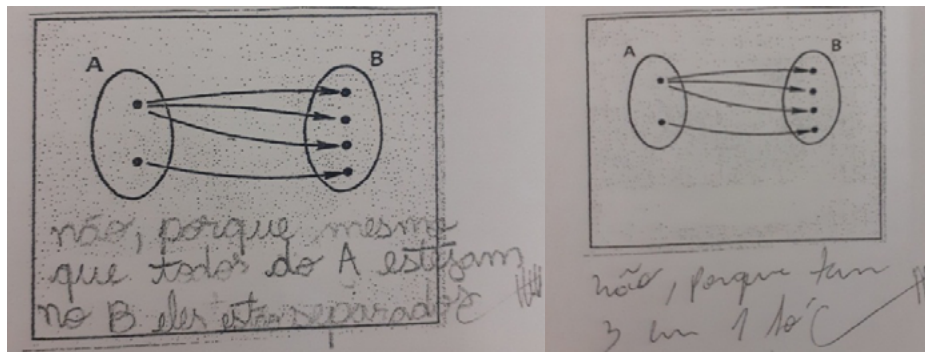 A
B
não, porque mesmo
que todos do A estejam
no B eles estão separados
A
B
não, porque tem
3 em 1 só